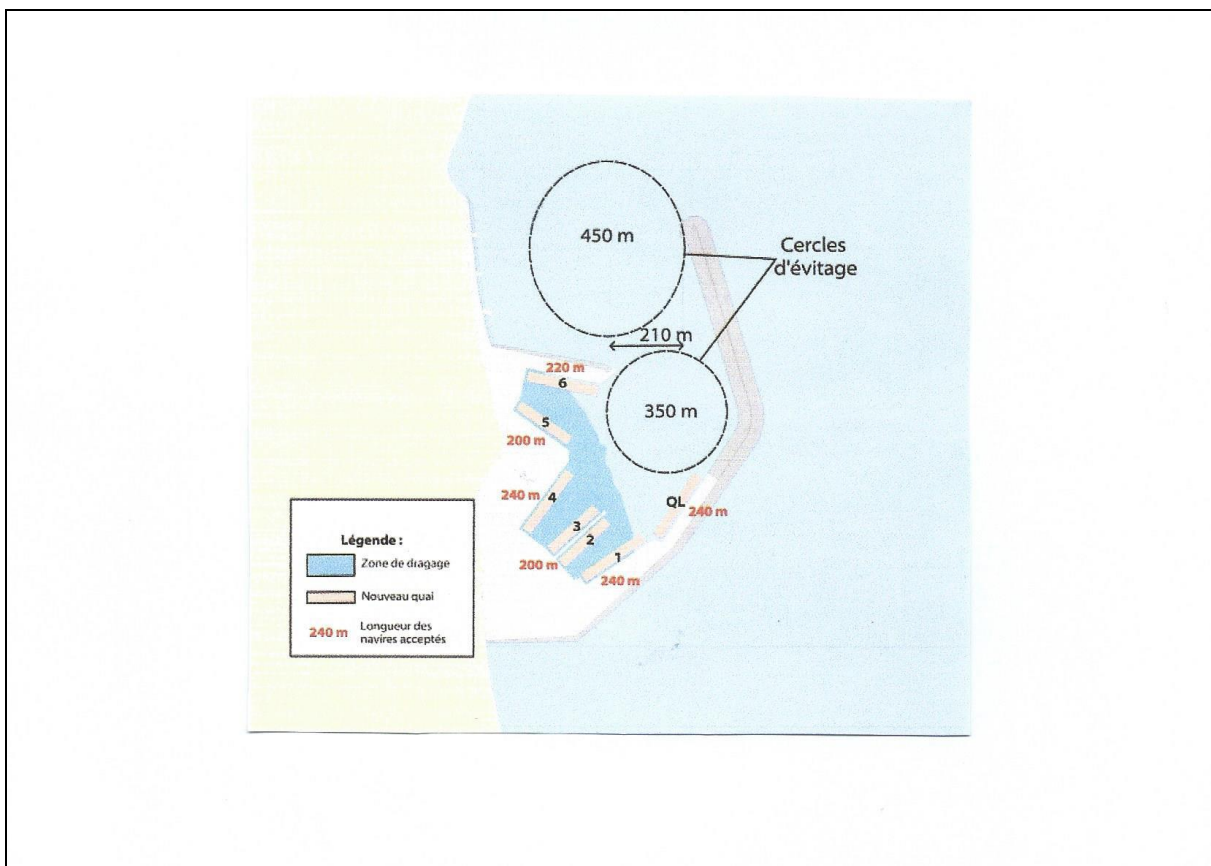 450 m
Cercles
d'évitage
210 m
220 m
6
350 m
5
200 m
4
240 m
QL
240 m
3
2
1
200 m
240 m
Légende :
Zone de dragage
Nouveau quai
240 m
Longueur des
navires acceptés